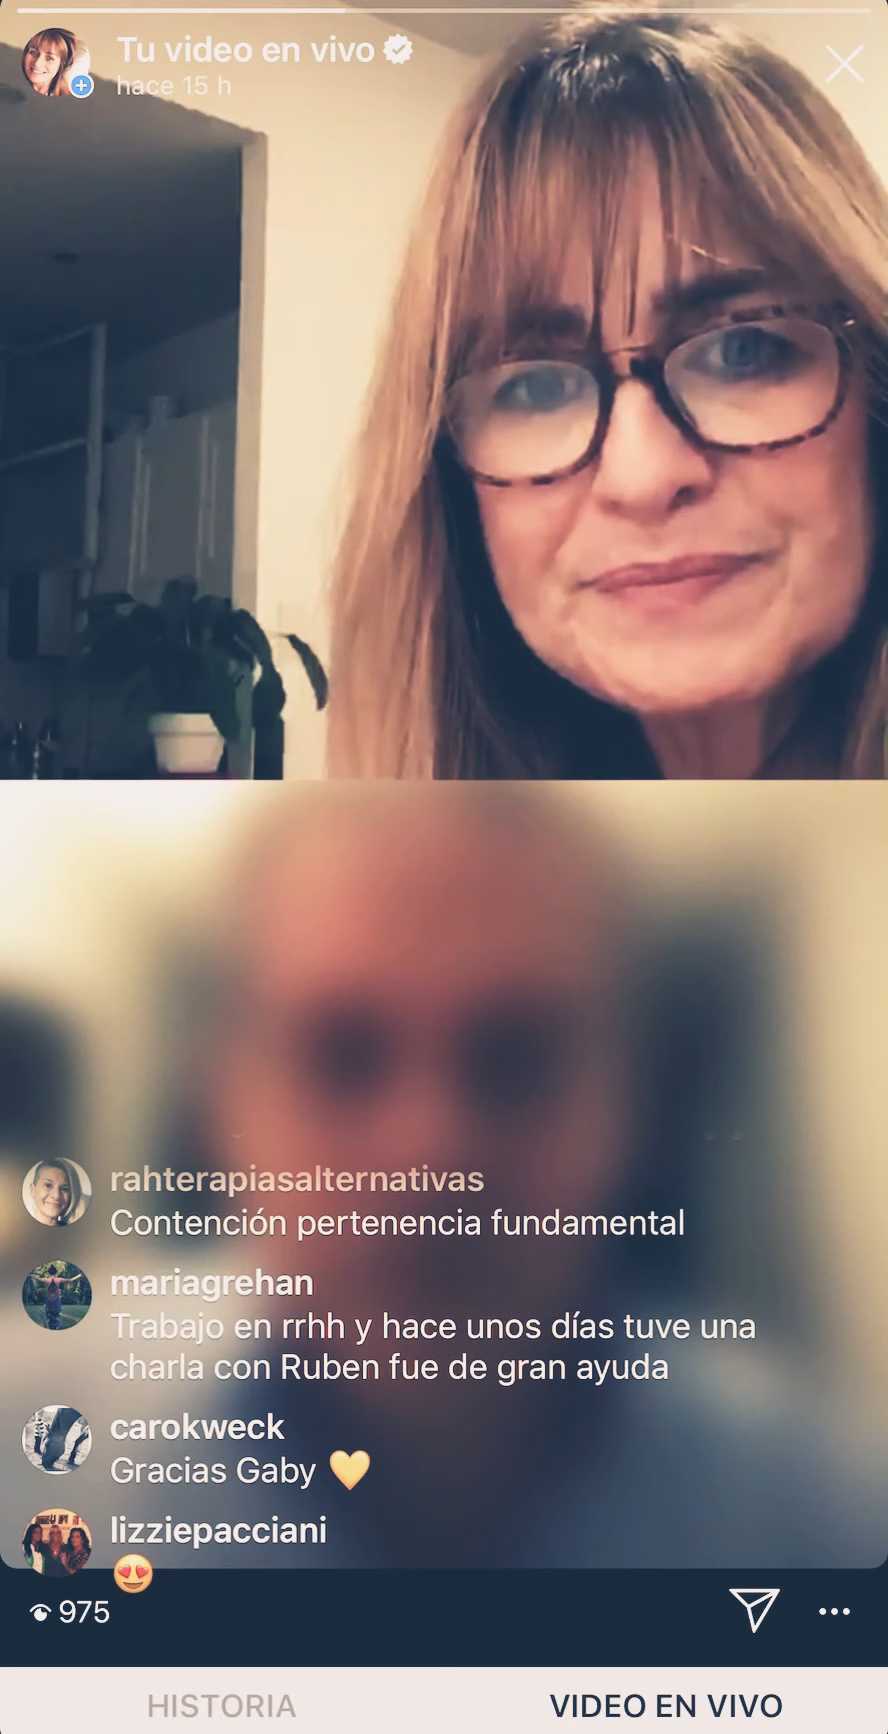 Tu video en vivo
hace 15 h
rahterapiasalternativas
Contención pertenencia fundamental
mariagrehan
Trabajo en rrhh y hace unos días tuve una
charla con Ruben fue de gran ayuda
carokweck
Gracias Gaby 💛
lizziepacciani
😍
975
HISTORIA
VIDEO EN VIVO